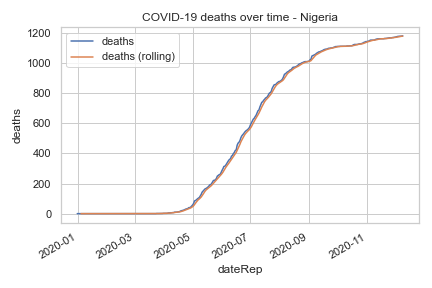 COVID-19 deaths over time - Nigeria
deaths
deaths (rolling)
1200
1000
800
600
400
200
0
deaths
2020-01
2020-03
2020-05
2020-07
2020-09
2020-11
dateRep